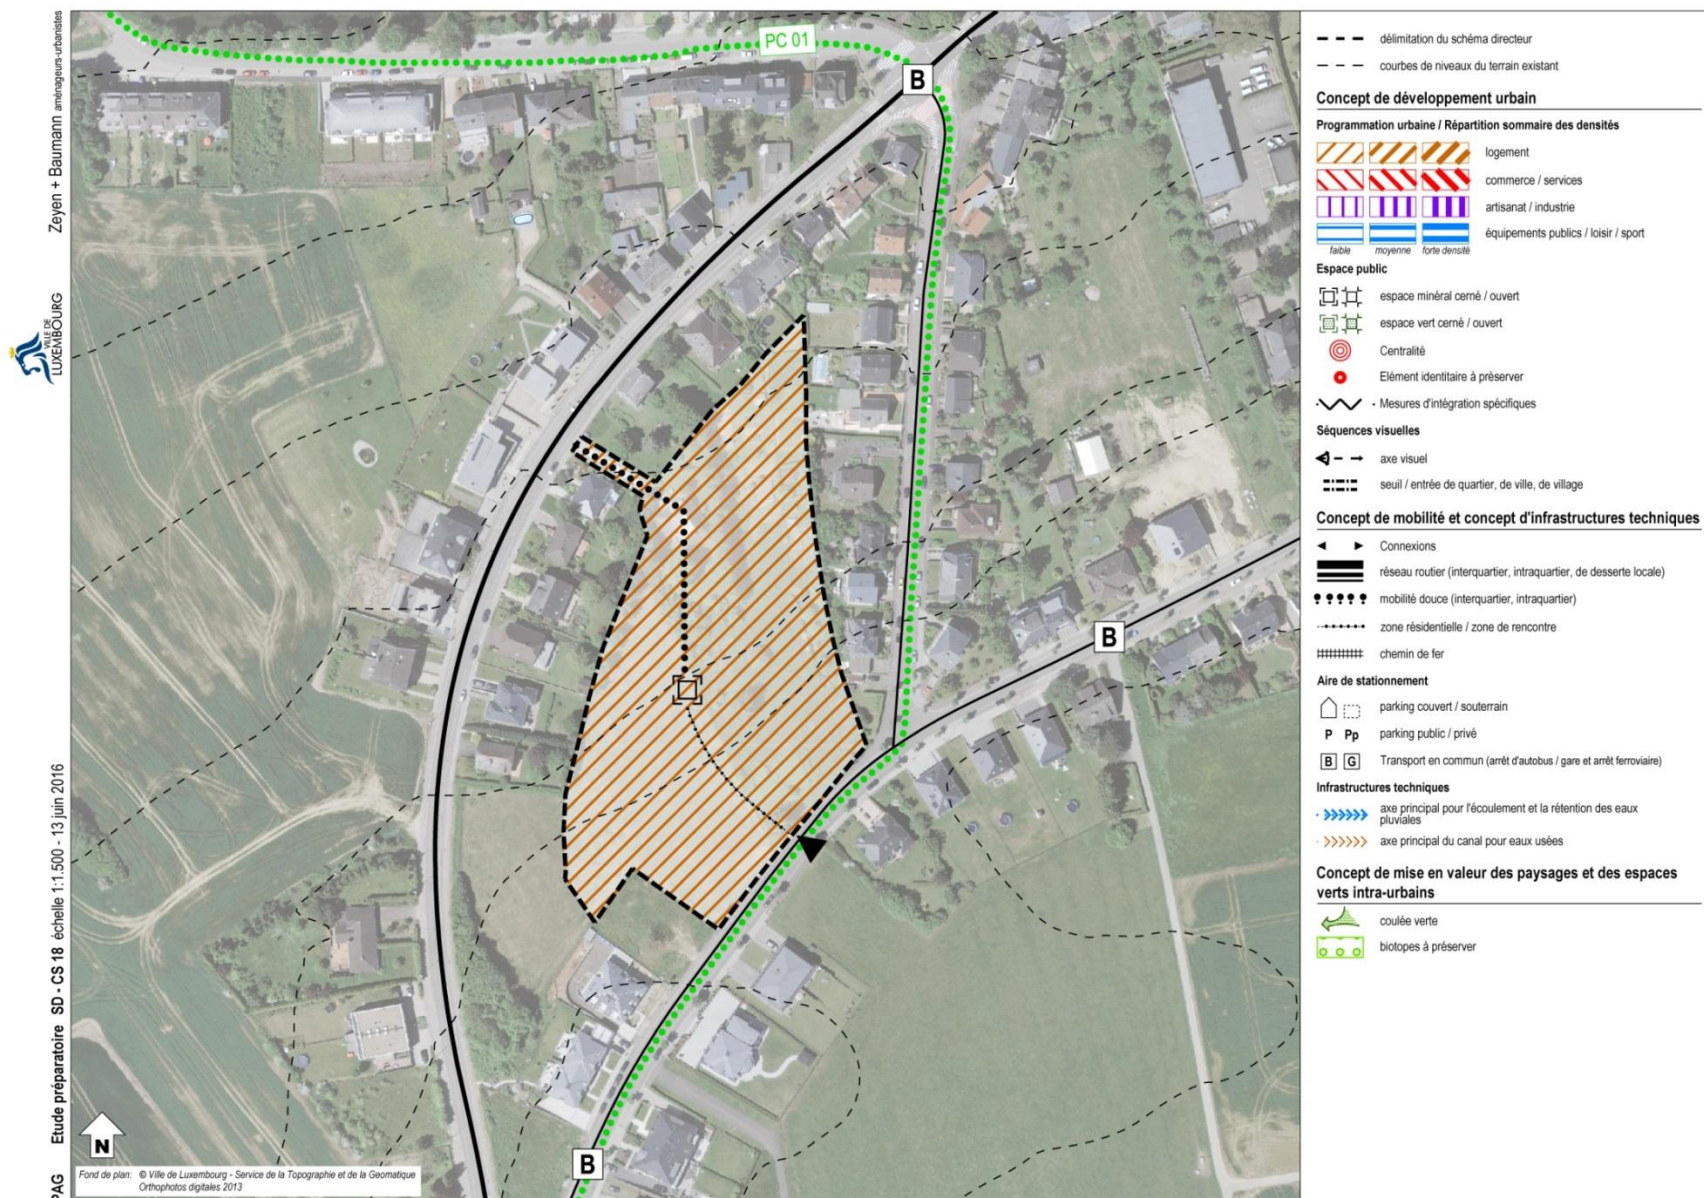 Zeyen + Baumann aménageurs-urbanistes
VILLE DE
LUXEMBOURG
Etude préparatoire SD - CS 18 échelle 1:1.500 - 13 juin 2016
PAG
PC 01
B
B
B
N
Fond de plan: © Ville de Luxembourg - Service de la Topographie et de la Geomatique
Orthophotos digitales 2013
délimitation du schéma directeur
courbes de niveaux du terrain existant
Concept de développement urbain
Programmation urbaine / Répartition sommaire des densités
logement
commerce / services
artisanat / industrie
équipements publics / loisir / sport
faible moyenne forte densité
Espace public
espace minéral cerné / ouvert
espace vert cerné / ouvert
Centralité
Elément identitaire à préserver
Mesures d'intégration spécifiques
Séquences visuelles
axe visuel
seuil / entrée de quartier, de ville, de village
Concept de mobilité et concept d'infrastructures techniques
Connexions
réseau routier (interquartier, intraquartier, de desserte locale)
mobilité douce (interquartier, intraquartier)
zone résidentielle / zone de rencontre
chemin de fer
Aire de stationnement
parking couvert / souterrain
P Pp parking public / privé
B G Transport en commun (arrêt d'autobus / gare et arrêt ferroviaire)
Infrastructures techniques
axe principal pour l'écoulement et la rétention des eaux
pluviales
axe principal du canal pour eaux usées
Concept de mise en valeur des paysages et des espaces
verts intra-urbains
coulée verte
biotopes à préserver